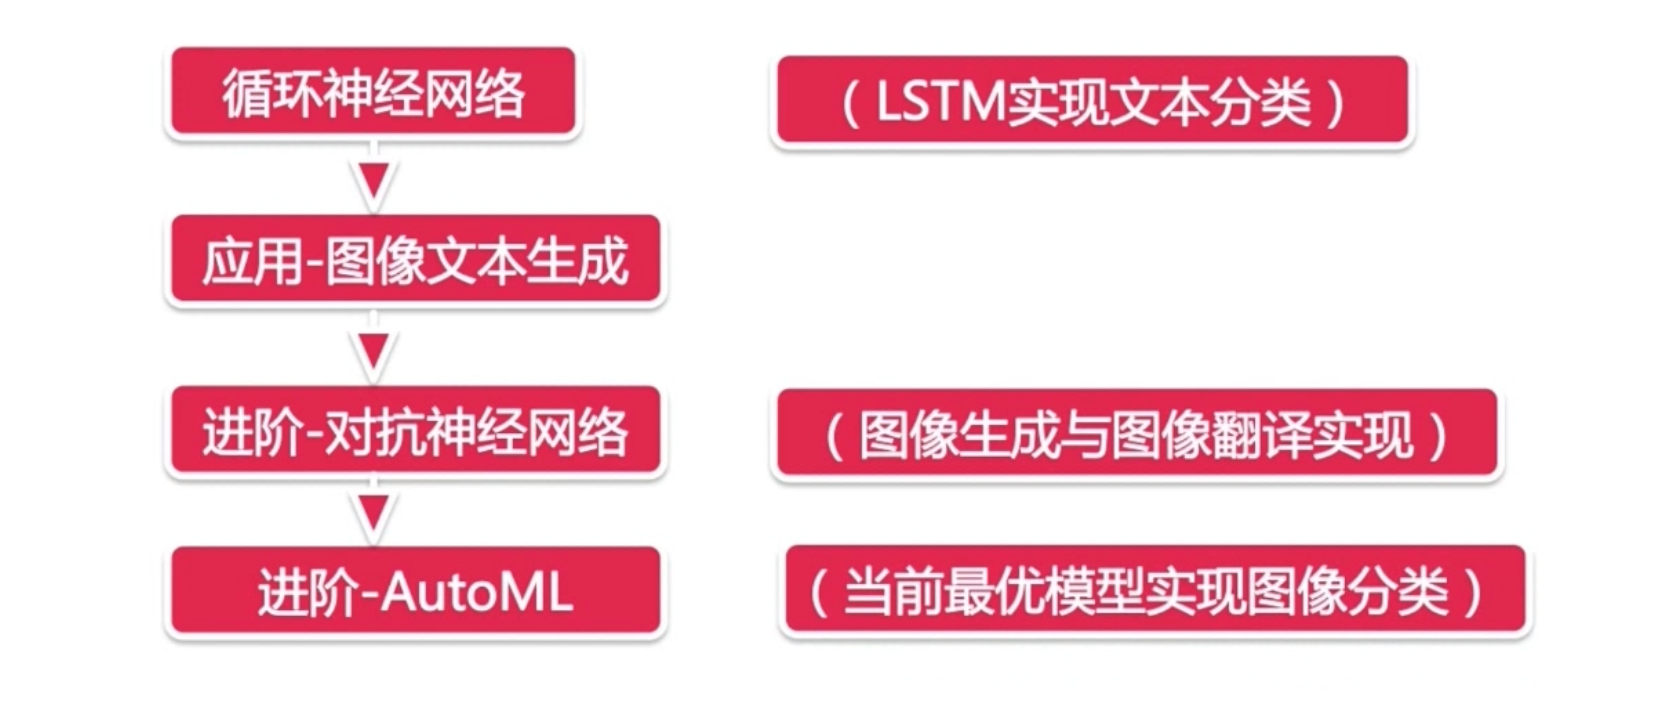 循环神经网络
（LSTM实现文本分类）
应用-图像文本生成
进阶-对抗神经网络
（图像生成与图像翻译实现）
进阶-AutoML
（当前最优模型实现图像分类）